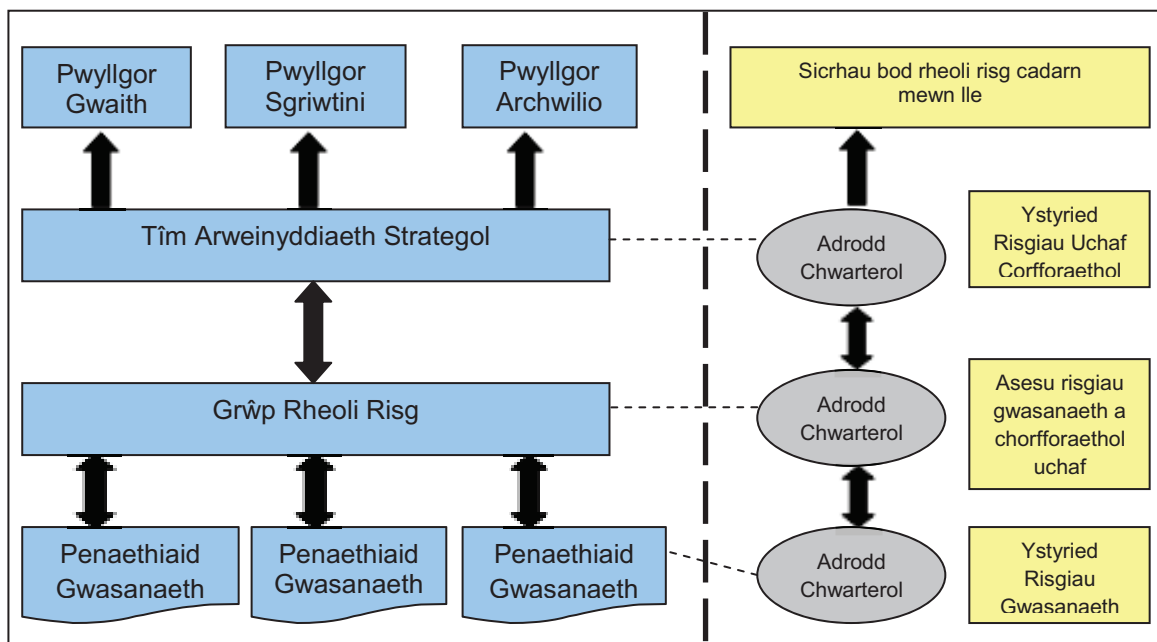 Pwyllgor
Gwaith
Pwyllgor
Sgriwtini
Pwyllgor
Archwilio
Sicrhau bod rheoli risg cadarn
mewn lle
Tîm Arweinyddiaeth Strategol
Adrodd
Chwarterol
Ystyried
Risgiau Uchaf
Corfforaethol
Grŵp Rheoli Risg
Adrodd
Chwarterol
Asesu risgiau
gwasanaeth a
chorfforaethol
uchaf
Penaethiaid
Gwasanaeth
Penaethiaid
Gwasanaeth
Penaethiaid
Gwasanaeth
Adrodd
Chwarterol
Ystyried
Risgiau
Gwasanaeth